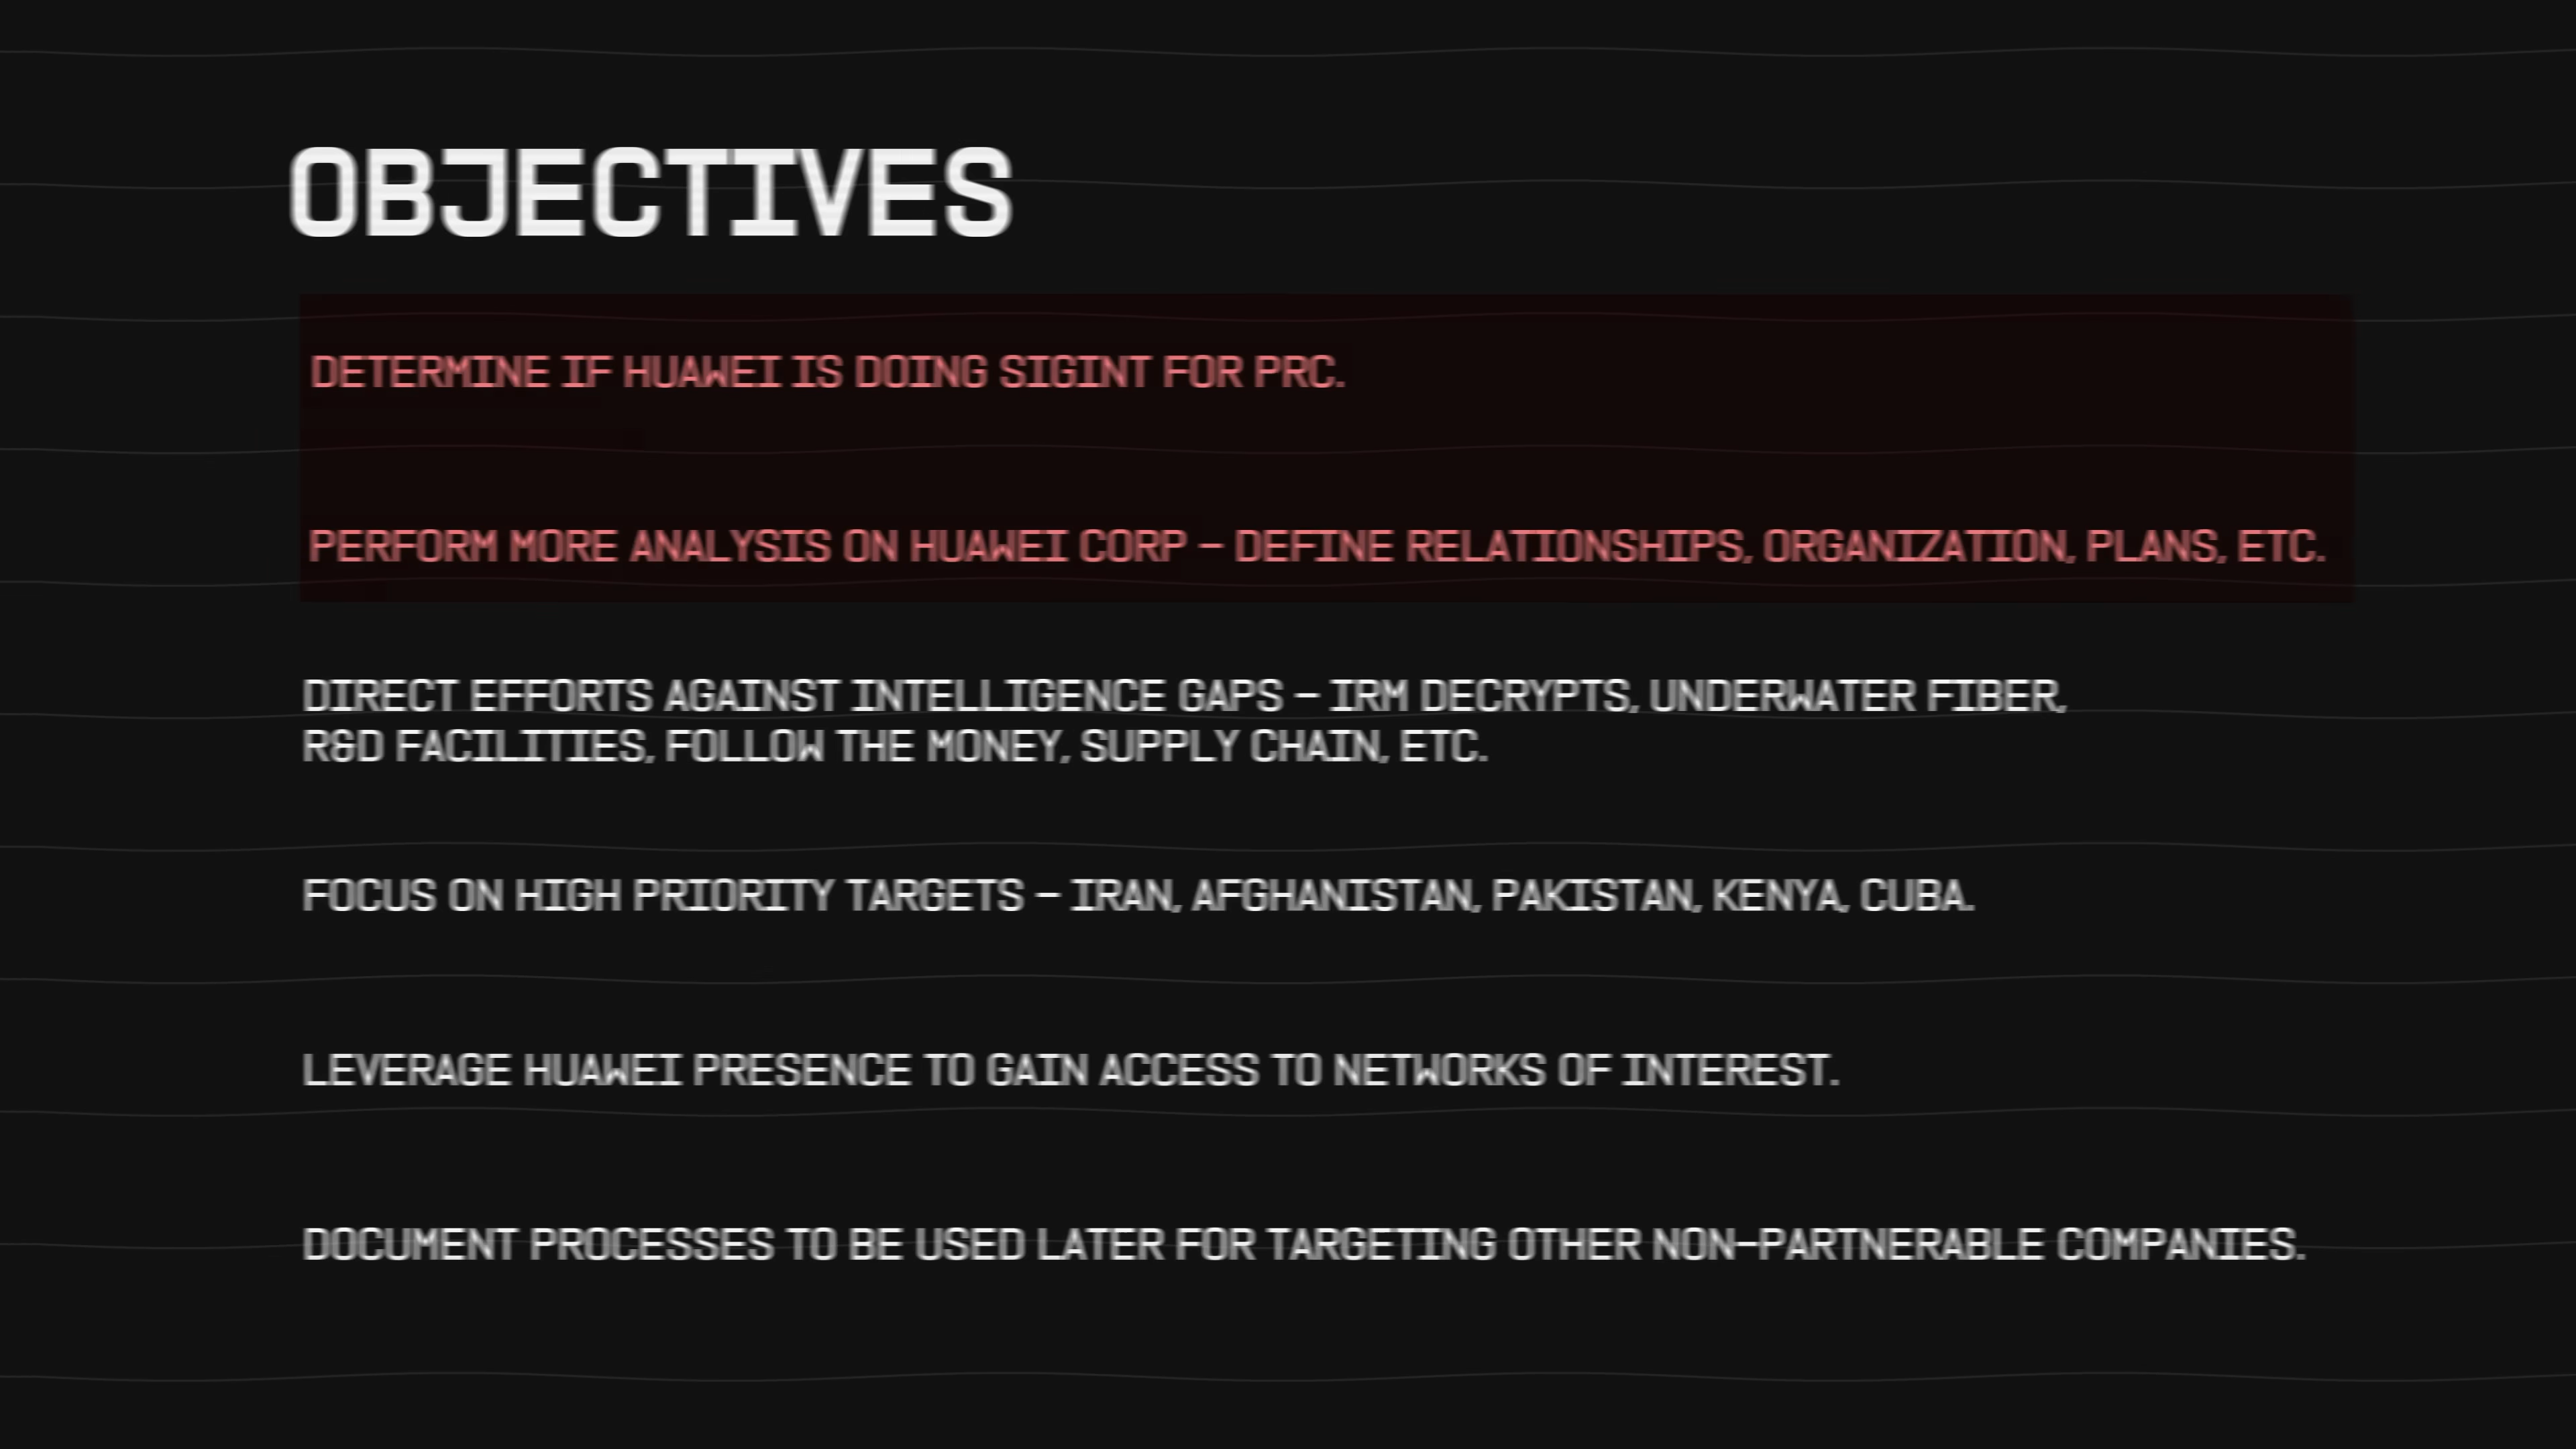 OBJECTIVES
DETERMINE IF HUAWEI IS DOING SIGINT FOR PRC.
PERFORM MORE ANALYSIS ON HUAWEI CORP – DEFINE RELATIONSHIPS, ORGANIZATION, PLANS, ETC.
DIRECT EFFORTS AGAINST INTELLIGENCE GAPS – IRM DECRYPTS, UNDERWATER FIBER,
R&D FACILITIES, FOLLOW THE MONEY, SUPPLY CHAIN, ETC.
FOCUS ON HIGH PRIORITY TARGETS – IRAN, AFGHANISTAN, PAKISTAN, KENYA, CUBA.
LEVERAGE HUAWEI PRESENCE TO GAIN ACCESS TO NETWORKS OF INTEREST.
DOCUMENT PROCESSES TO BE USED LATER FOR TARGETING OTHER NON-PARTNERABLE COMPANIES.